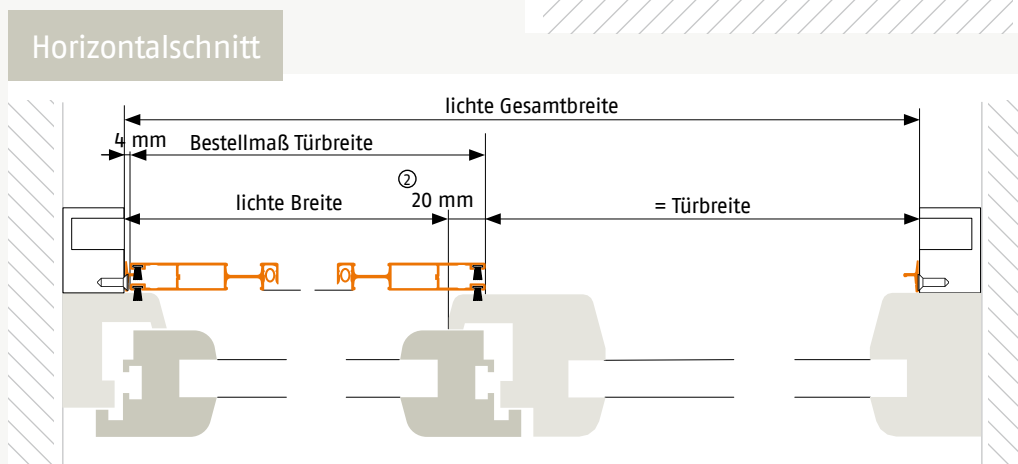 Horizontalschnitt
lichte Gesamtbreite
4 mm
Bestellmaß Türbreite
②
lichte Breite
20 mm
= Türbreite